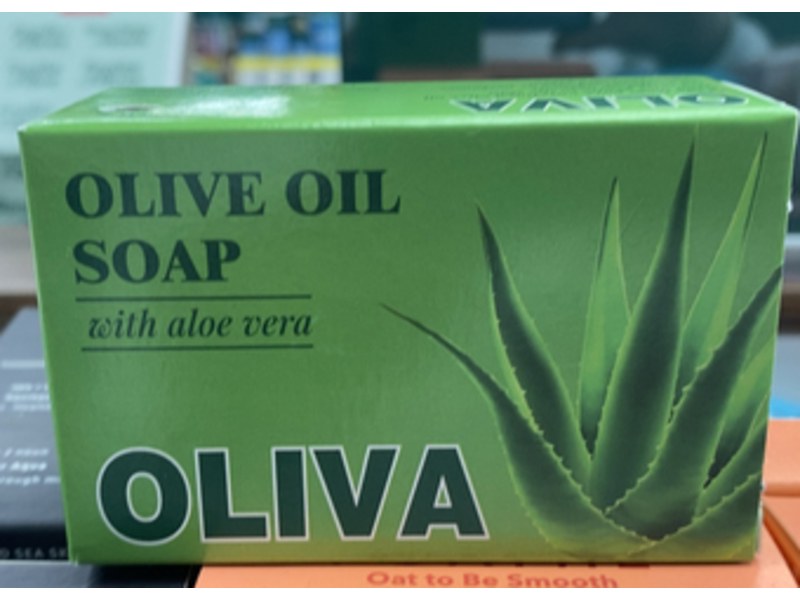 OLIVA
OLIVE OIL
SOAP
with aloe vera
OLIVA
Oat to Be Smooth